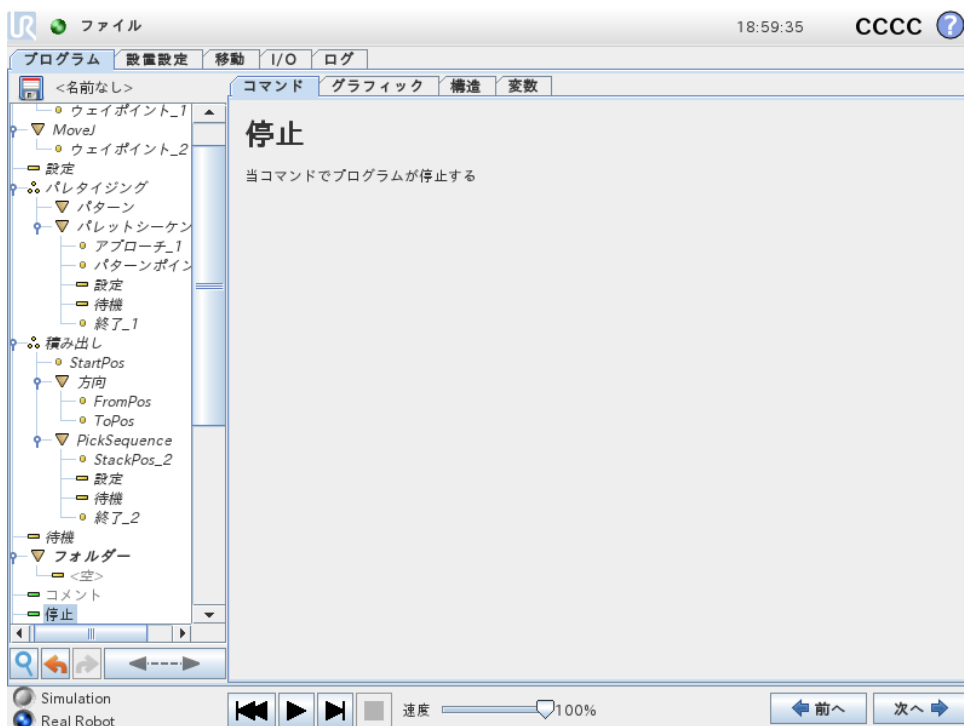 UR ファイル 18:59:35 CCCC ?
プログラム 設置設定 移動 I/O ログ
<名前なし>
コマンド グラフィック 構造 変数
ウェイポイント_1
MoveJ
ウェイポイント_2
設定
パレタイジング
パターン
パレットシーケン
アプローチ_1
パターンポイン
設定
待機
終了_1
積み出し
StartPos
方向
FromPos
ToPos
PickSequence
StackPos_2
設定
待機
終了_2
待機
フォルダー
<空>
コメント
停止
停止
当コマンドでプログラムが停止する
Simulation
Real Robot
速度 100%
前へ 次へ